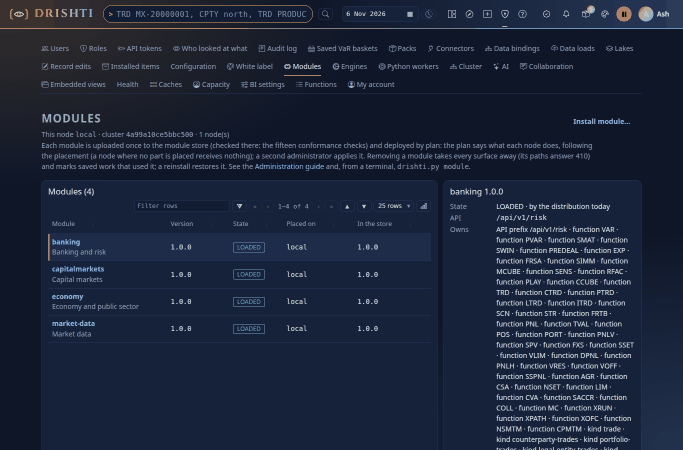 DRISHTI
> TRD MX-20000001, CPTY north, TRD PRODUC
6 Nov 2026
Ash
Users
Roles
API tokens
Who looked at what
Audit log
Saved VaR baskets
Packs
Connectors
Data bindings
Data loads
Lakes
Record edits
Installed items
Configuration
White label
Modules
Engines
Python workers
Cluster
AI
Collaboration
Embedded views
Health
Caches
Capacity
BI settings
Functions
My account
MODULES
Install module...
This node local · cluster 4a99a10ce5bbc500 · 1 node(s)
Each module is uploaded once to the module store (checked there: the fifteen conformance checks) and deployed by plan: the plan says what each node does, following
the placement (a node where no part is placed receives nothing); a second administrator applies it. Removing a module takes every surface away (its paths answer 410)
and marks saved work that used it; a reinstall restores it. See the Administration guide and, from a terminal, drishti.py module.
Modules (4)
Filter rows
1–4 of 4
25 rows
Module
Version
State
Placed on
In the store
banking
Banking and risk
1.0.0
LOADED
local
1.0.0
capitalmarkets
Capital markets
1.0.0
LOADED
local
1.0.0
economy
Economy and public sector
1.0.0
LOADED
local
1.0.0
market-data
Market data
1.0.0
LOADED
local
1.0.0
banking 1.0.0
State
LOADED · by the distribution today
API
/api/v1/risk
Owns
API prefix /api/v1/risk · function VAR ·
function PVAR · function SMAT · function
SWIN · function PREDEAL · function EXP ·
function FRSA · function SIMM · function
MCUBE · function SENS · function RFAC ·
function PLAY · function CCUBE · function
TRD · function CTRD · function PTRD ·
function LTRD · function ITRD · function
SCN · function STR · function FRTB ·
function PNL · function TVAL · function
POS · function PORT · function PNLV ·
function SPV · function FXS · function SSET
· function VLIM · function DPNL · function
PNLH · function VRES · function VOFF ·
function SSPNL · function AGR · function
CSA · function NSET · function LIM ·
function CVA · function SACCR · function
COLL · function MC · function XRUN ·
function XPATH · function XOFC · function
NSMTM · function CPMTM · kind trade ·
kind counterparty-trades · kind portfolio-
trades · kind legal-entity-trades · kind